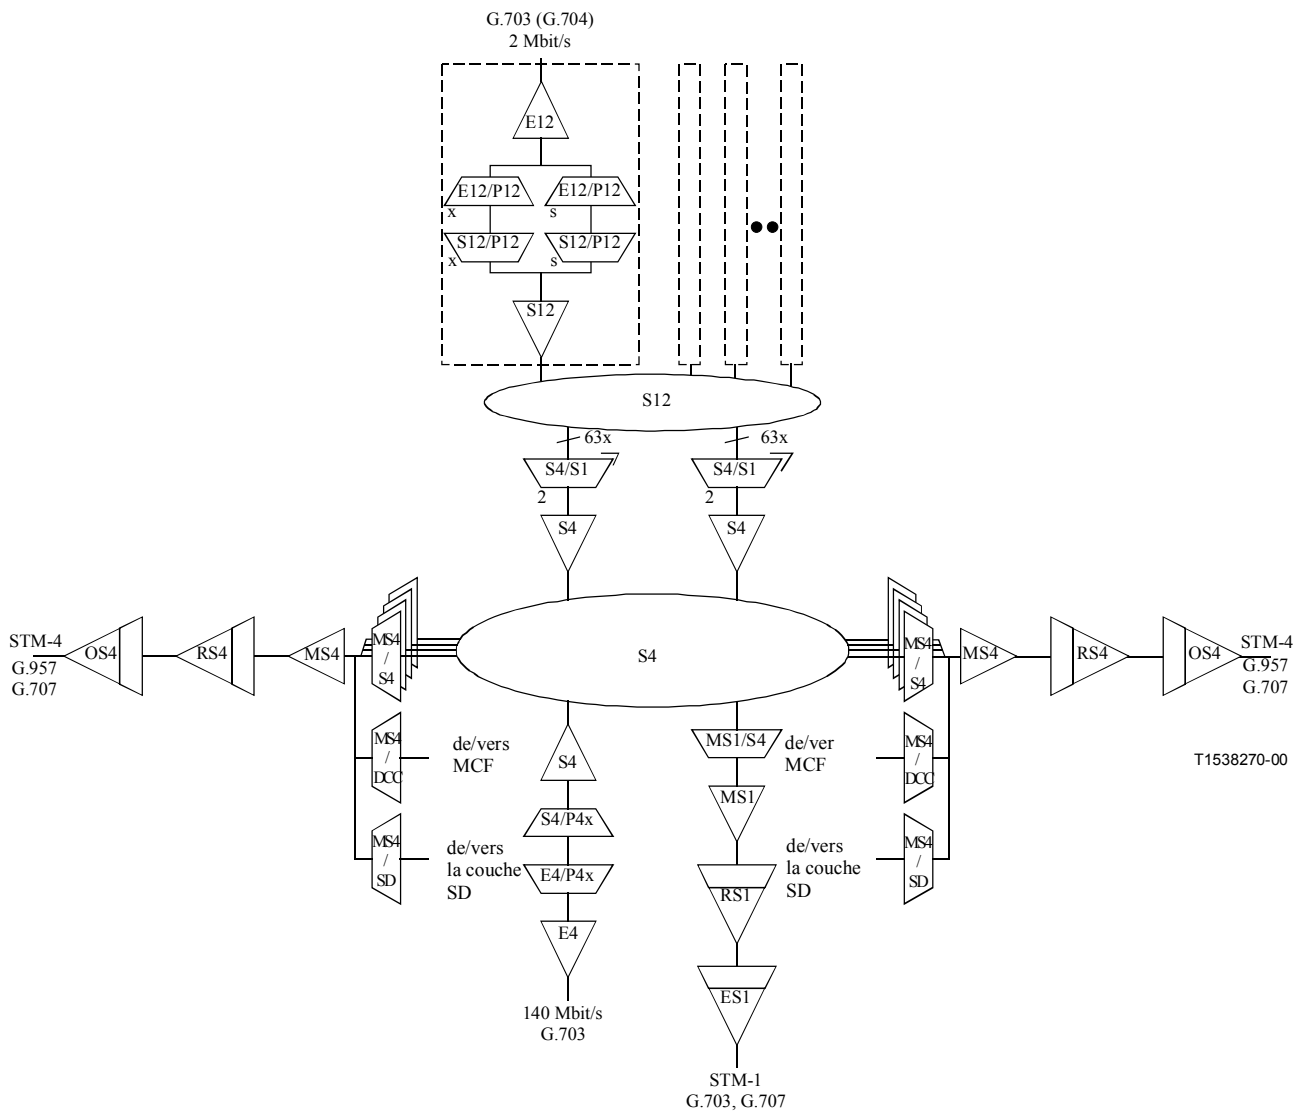 G.703 (G.704)
2 Mbit/s
E12
E12/P12
x
E12/P12
s
S12/P12
x
S12/P12
s
S12
S12
63x
63x
S4/S1
2
S4/S1
2
S4
S4
STM-4
G.957
G.707
OS4
RS4
MS4
MS4
/
S4
S4
MS4
/
S4
MS4
RS4
OS4
STM-4
G.957
G.707
MS4
/
DCC
de/vers
MCF
S4
MS1/S4
de/ver
MCF
MS4
/
DCC
T1538270-00
MS1
S4/P4x
MS4
/
SD
de/vers
la couche
SD
E4/P4x
RS1
de/vers
la couche
SD
MS4
/
SD
E4
ES1
140 Mbit/s
G.703
STM-1
G.703, G.707